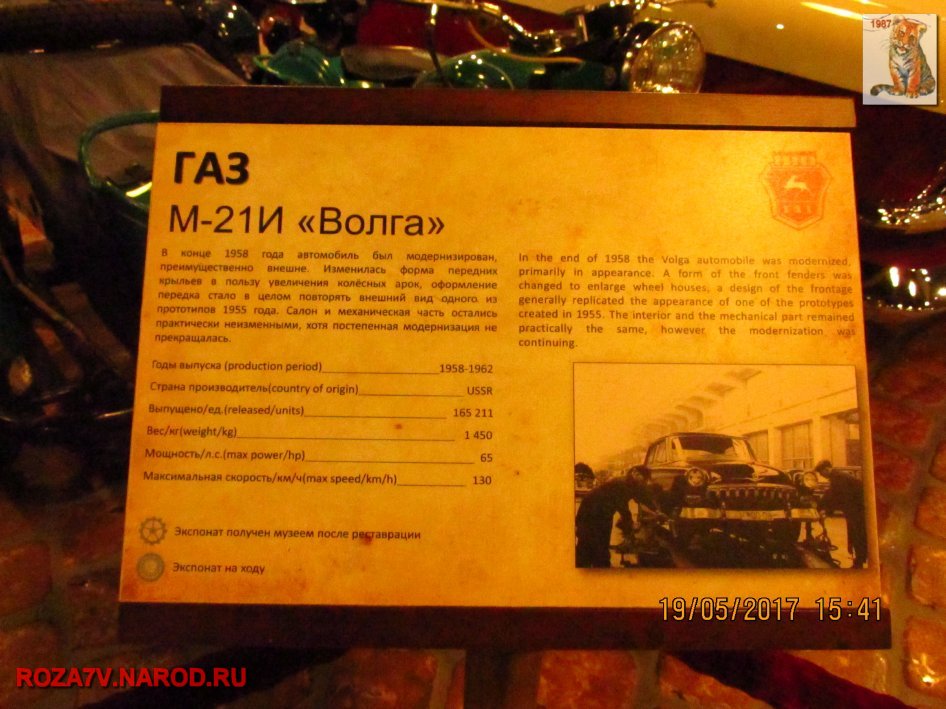 1987
ГАЗ
М-21И «Волга»
В конце 1958 года автомобиль был модернизирован,
преимущественно внешне. Изменилась форма передних
крыльев в пользу увеличения колёсных арок, оформление
передка стало в целом повторять внешний вид одного из
прототипов 1955 года. Салон и механическая часть остались
практически неизменными, хотя постепенная модернизация не
прекращалась.
In the end of 1958 the Volga automobile was modernized,
primarily in appearance. A form of the front fenders was
changed to enlarge wheel houses, a design of the frontage
generally replicated the appearance of one of the prototypes
created in 1955. The interior and the mechanical part remained
practically the same, however the modernization was
continuing.
Годы выпуска (production period)____________________1958-1962
Страна производитель(country of origin)__________________ USSR
Выпущено/ед.(released/units)________________________ 165 211
Вес/кг(weight/kg)____________________________________ 1 450
Мощность/л.с.(max power/hp)____________________________ 65
Максимальная скорость/км/ч(max speed/km/h)________________ 130
Экспонат получен музеем после реставрации
Экспонат на ходу
19/05/2017 15:41
ROZA7V.NAROD.RU